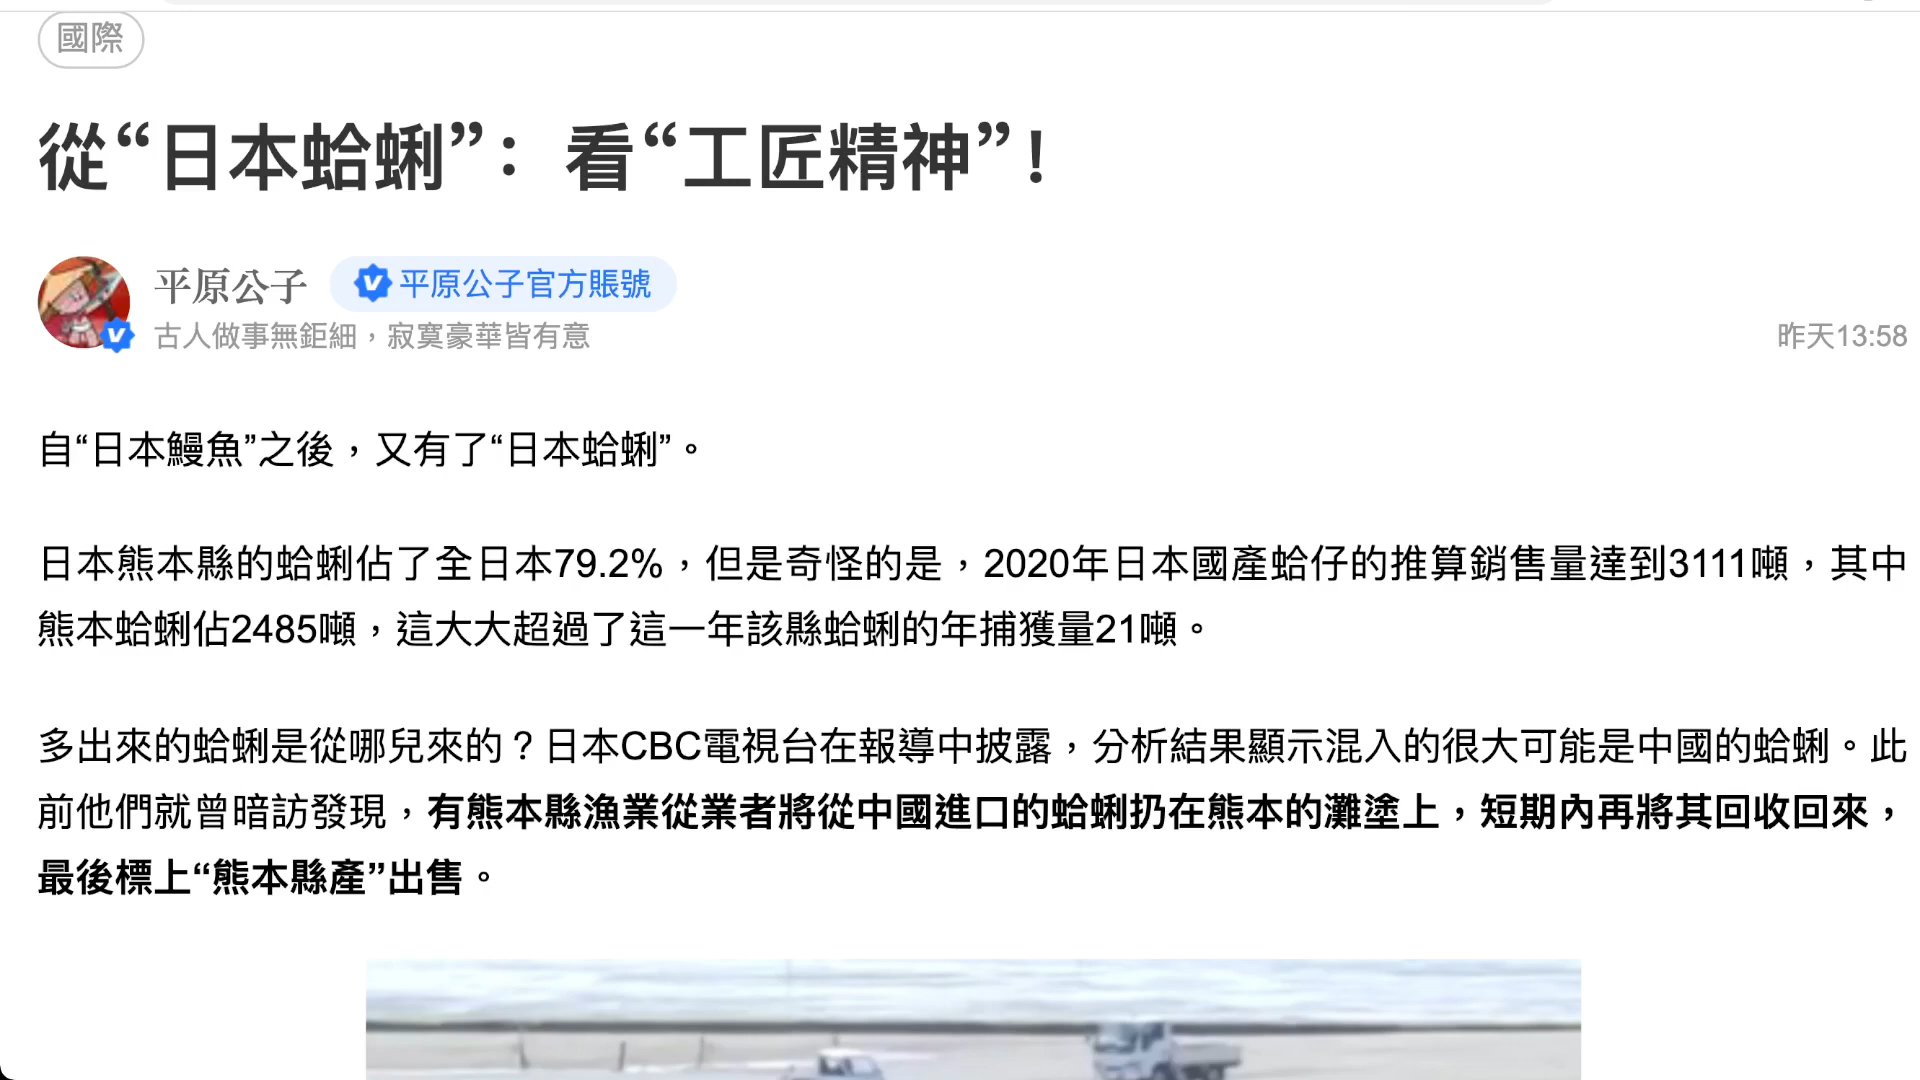 國際
從“日本蛤蜊”：看“工匠精神”！
平原公子 平原公子官方賬號
古人做事無鉅細，寂寞豪華皆有意
昨天13:58
自“日本鰻魚”之後，又有了“日本蛤蜊”。
日本熊本縣的蛤蜊佔了全日本79.2%，但是奇怪的是，2020年日本國產蛤仔的推算銷售量達到3111噸，其中
熊本蛤蜊佔2485噸，這大大超過了這一年該縣蛤蜊的年捕獲量21噸。
多出來的蛤蜊是從哪兒來的？日本CBC電視台在報導中披露，分析結果顯示混入的很大可能是中國的蛤蜊。此
前他們就曾暗訪發現，有熊本縣漁業從業者將從中國進口的蛤蜊扔在熊本的灘塗上，短期內再將其回收回來，
最後標上“熊本縣產”出售。